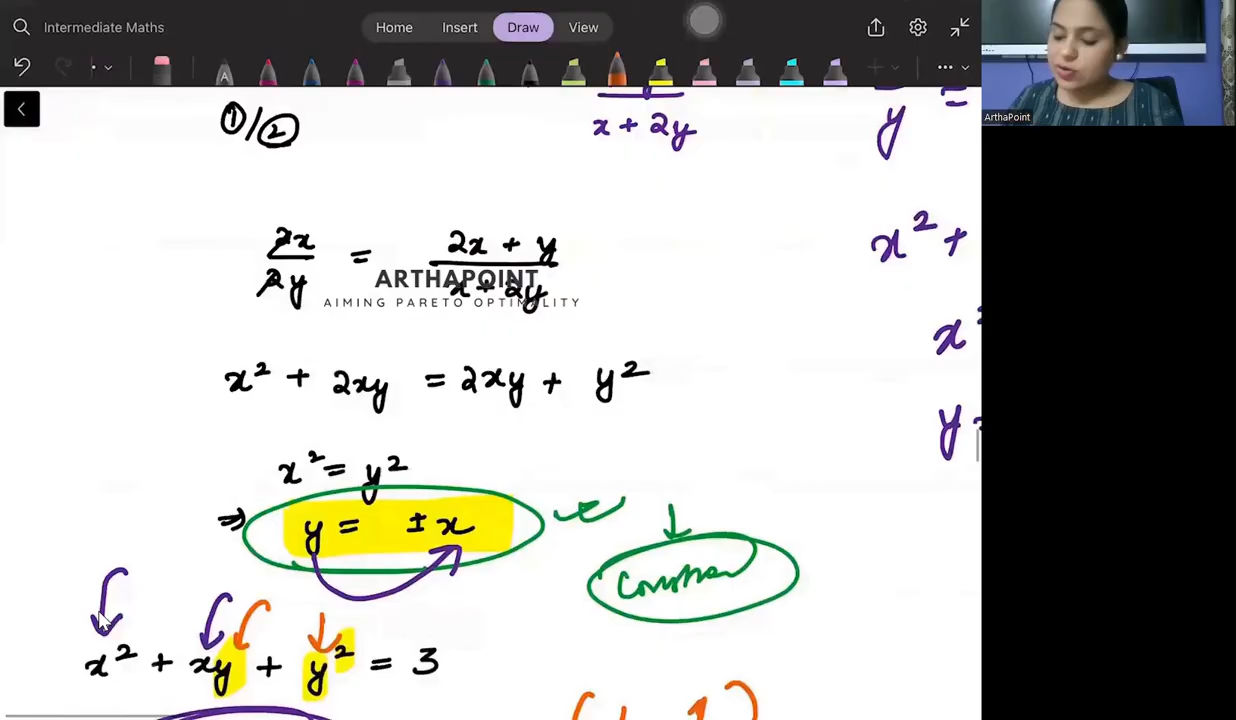 Intermediate Maths
Home Insert Draw View
ArthaPoint
①/②
x + 2y
y =
2x/2y = 2x + y/x + 2y
ARTHAPOINT
AIMING PARETO OPTIMALITY
x² +
x² + 2xy = 2xy + y²
x² = y²
⇒ y = ± x
x² + xy + y² = 3